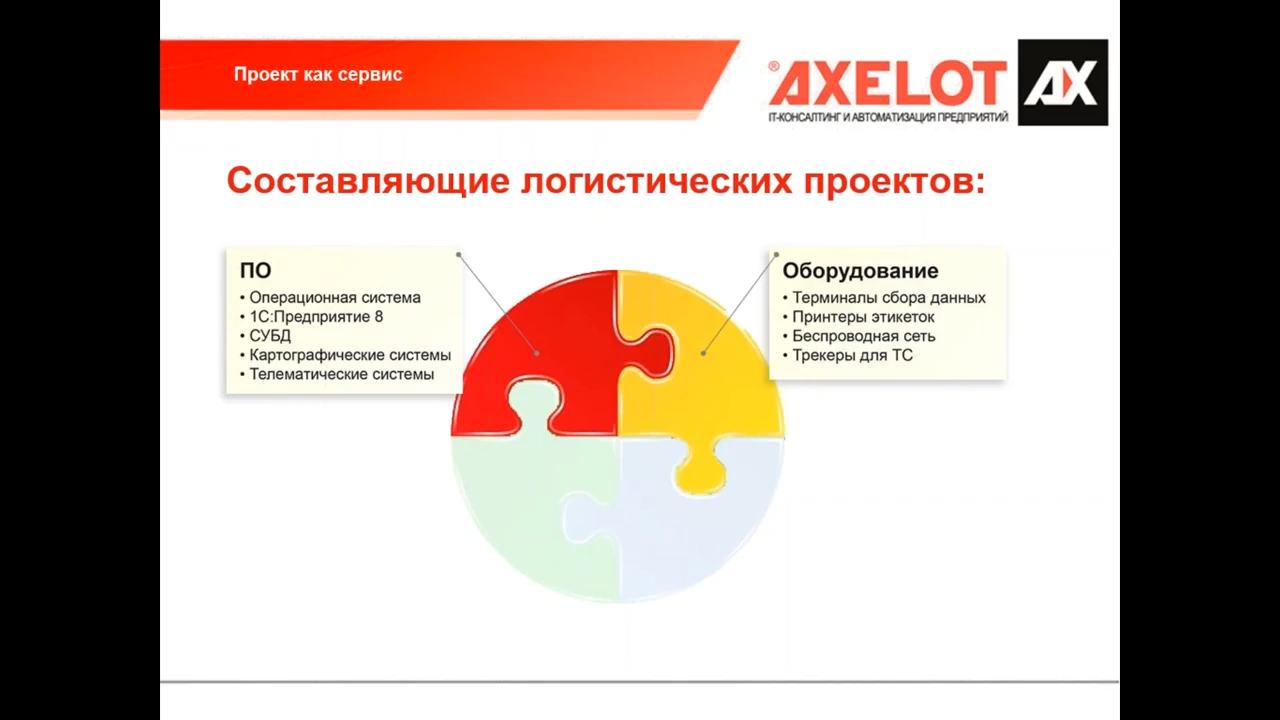 Проект как сервис
® AXELOT AX
IT-КОНСАЛТИНГ И АВТОМАТИЗАЦИЯ ПРЕДПРИЯТИЙ
Составляющие логистических проектов:
ПО
• Операционная система
• 1С:Предприятие 8
• СУБД
• Картографические системы
• Телематические системы
Оборудование
• Терминалы сбора данных
• Принтеры этикеток
• Беспроводная сеть
• Трекеры для ТС